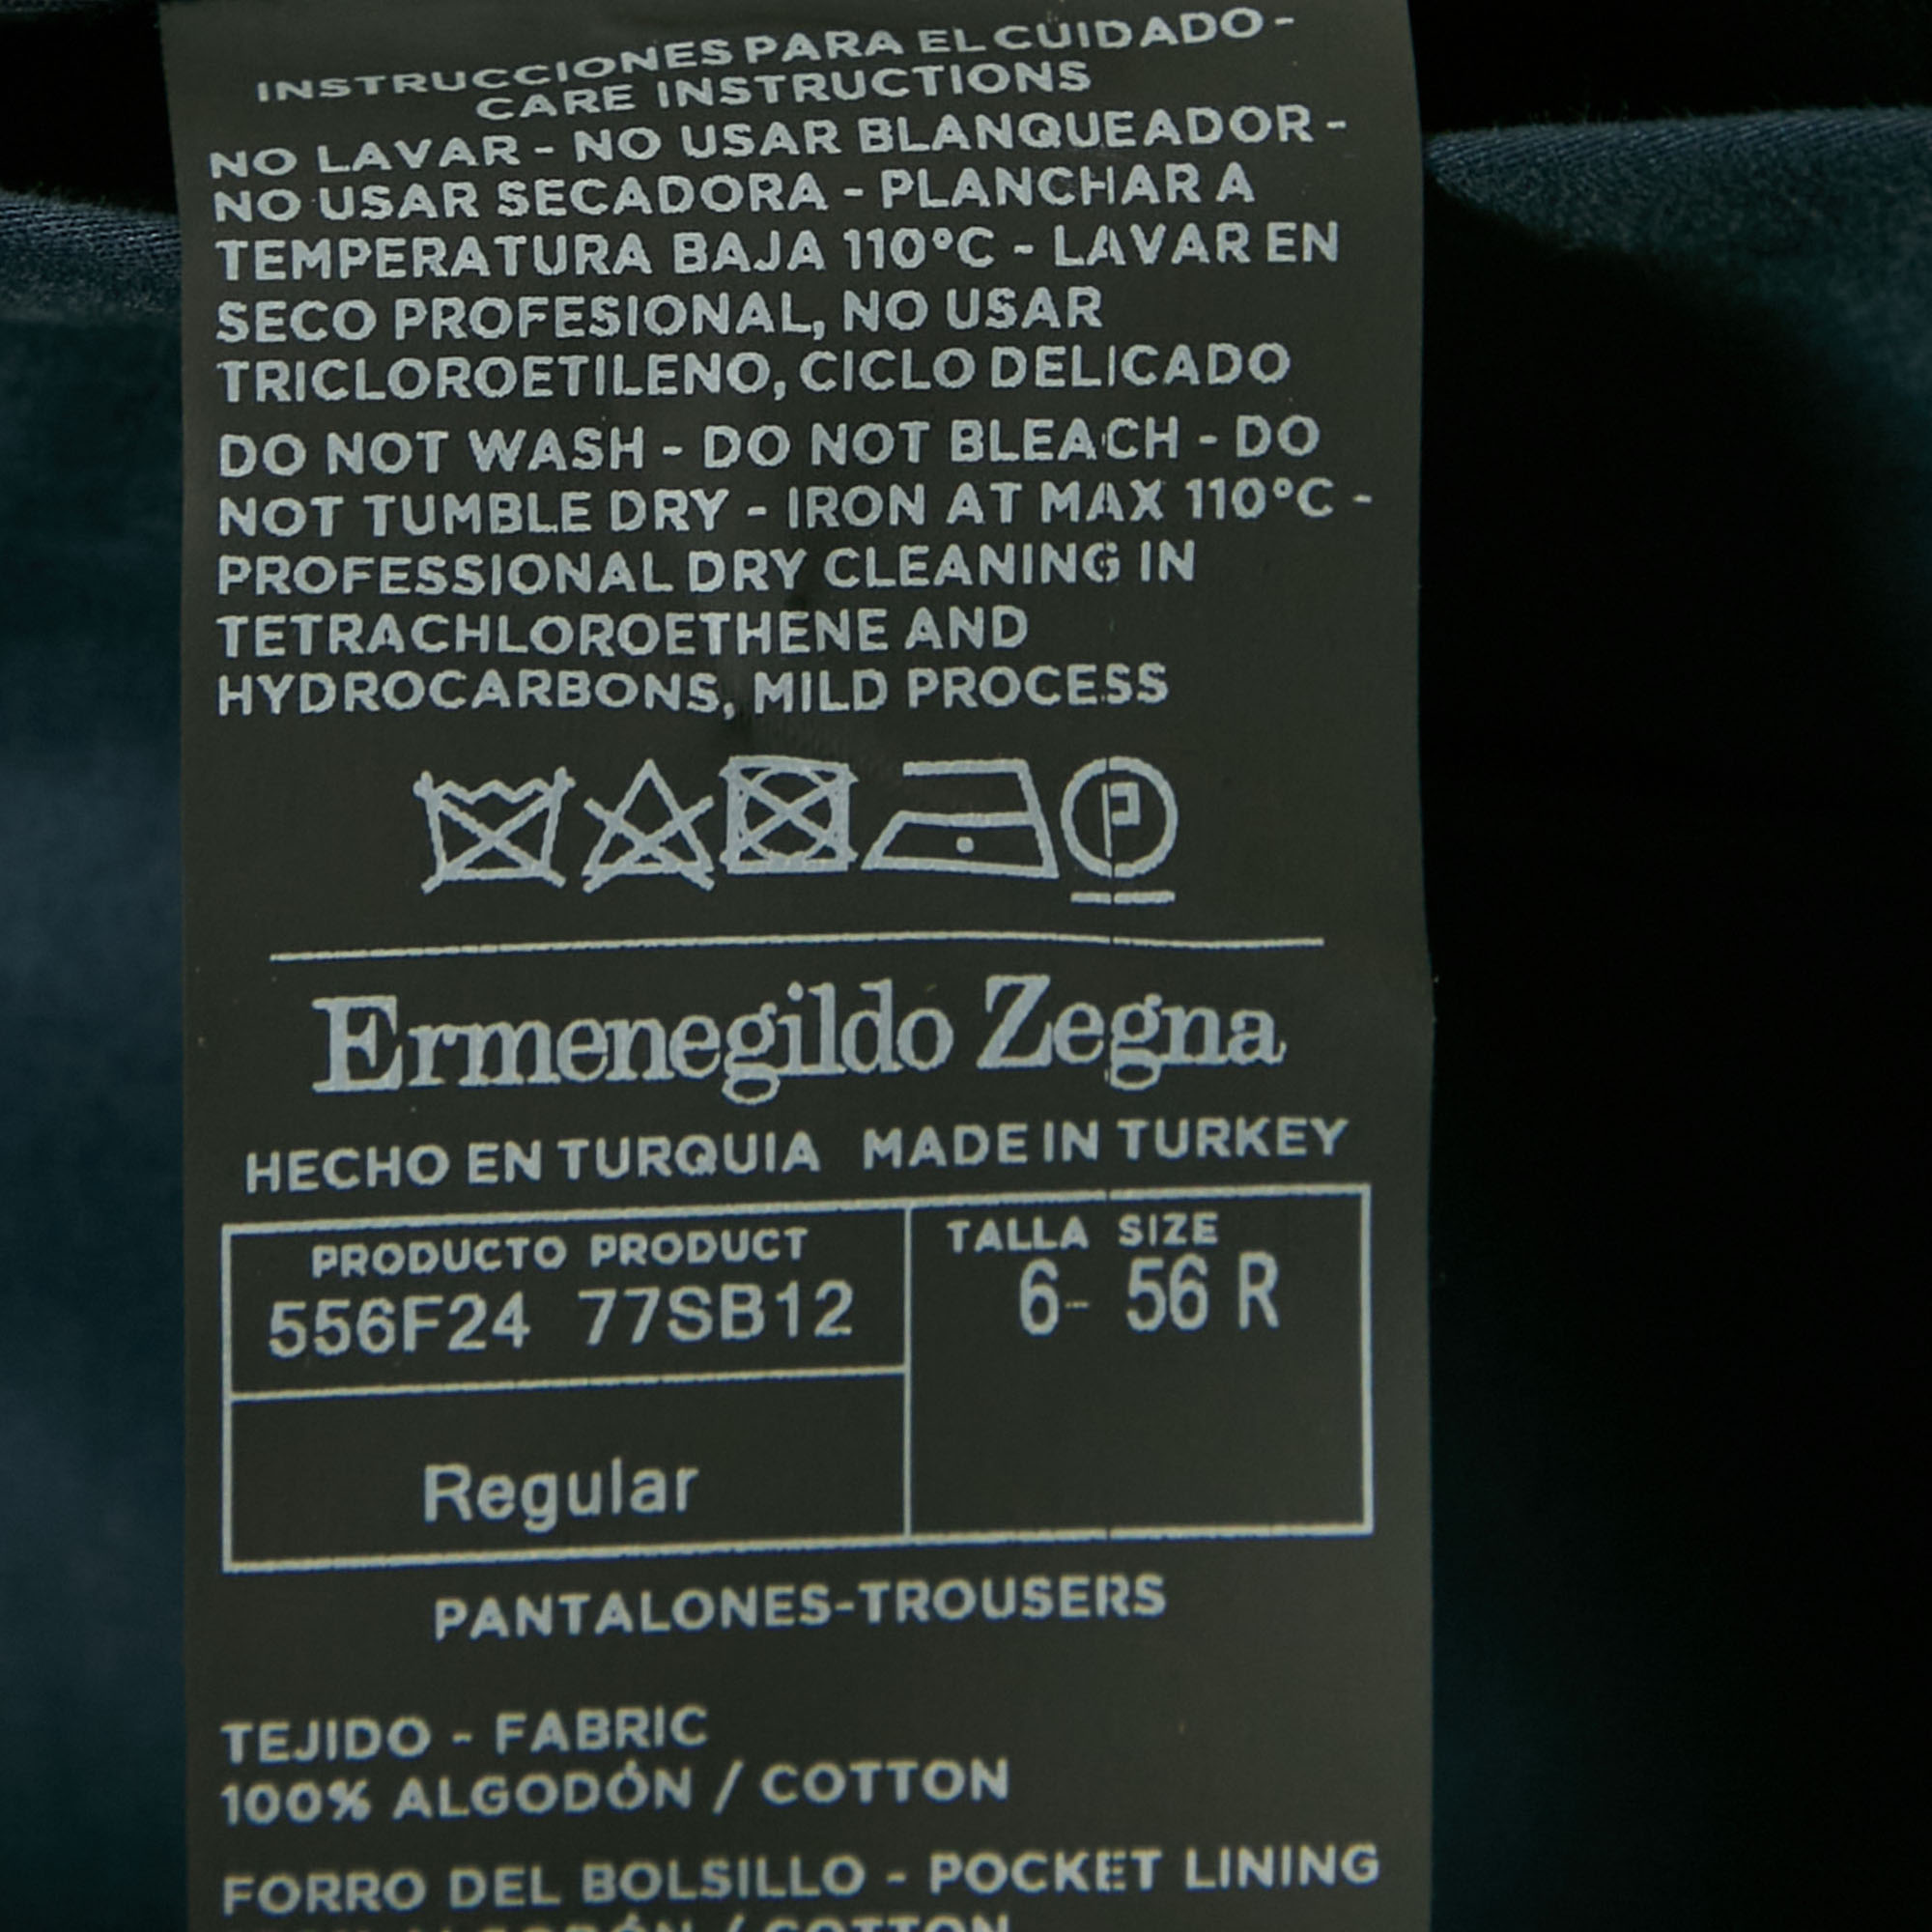 INSTRUCCIONES PARA EL CUIDADO -
CARE INSTRUCTIONS
NO LAVAR - NO USAR BLANQUEADOR -
NO USAR SECADORA - PLANCHAR A
TEMPERATURA BAJA 110°C - LAVAR EN
SECO PROFESIONAL, NO USAR
TRICLOROETILENO, CICLO DELICADO
DO NOT WASH - DO NOT BLEACH - DO
NOT TUMBLE DRY - IRON AT MAX 110°C -
PROFESSIONAL DRY CLEANING IN
TETRACHLOROETHENE AND
HYDROCARBONS, MILD PROCESS
P
Ermenegildo Zegna
HECHO EN TURQUIA MADE IN TURKEY
PRODUCTO PRODUCT
556F24 77SB12
TALLA SIZE
6- 56 R
Regular
PANTALONES-TROUSERS
TEJIDO - FABRIC
100% ALGODÓN / COTTON
FORRO DEL BOLSILLO - POCKET LINING
ALGODÓN / COTTON